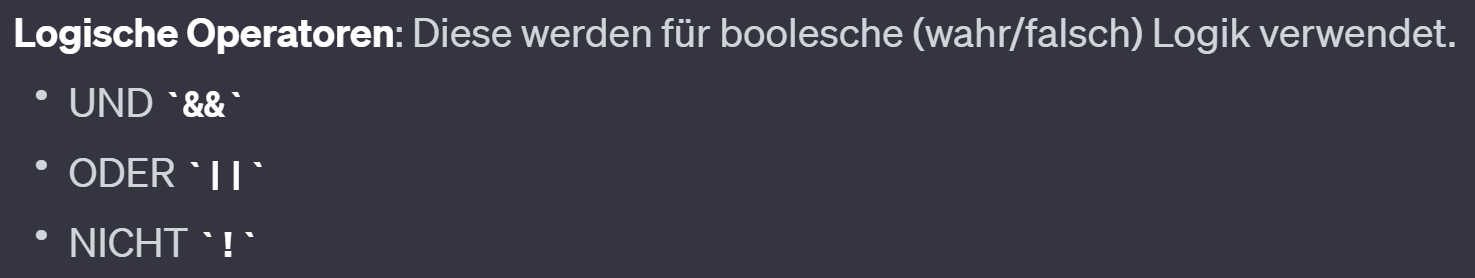 Logische Operatoren: Diese werden für boolesche (wahr/falsch) Logik verwendet.
• UND `&&`
• ODER `||`
• NICHT `!`